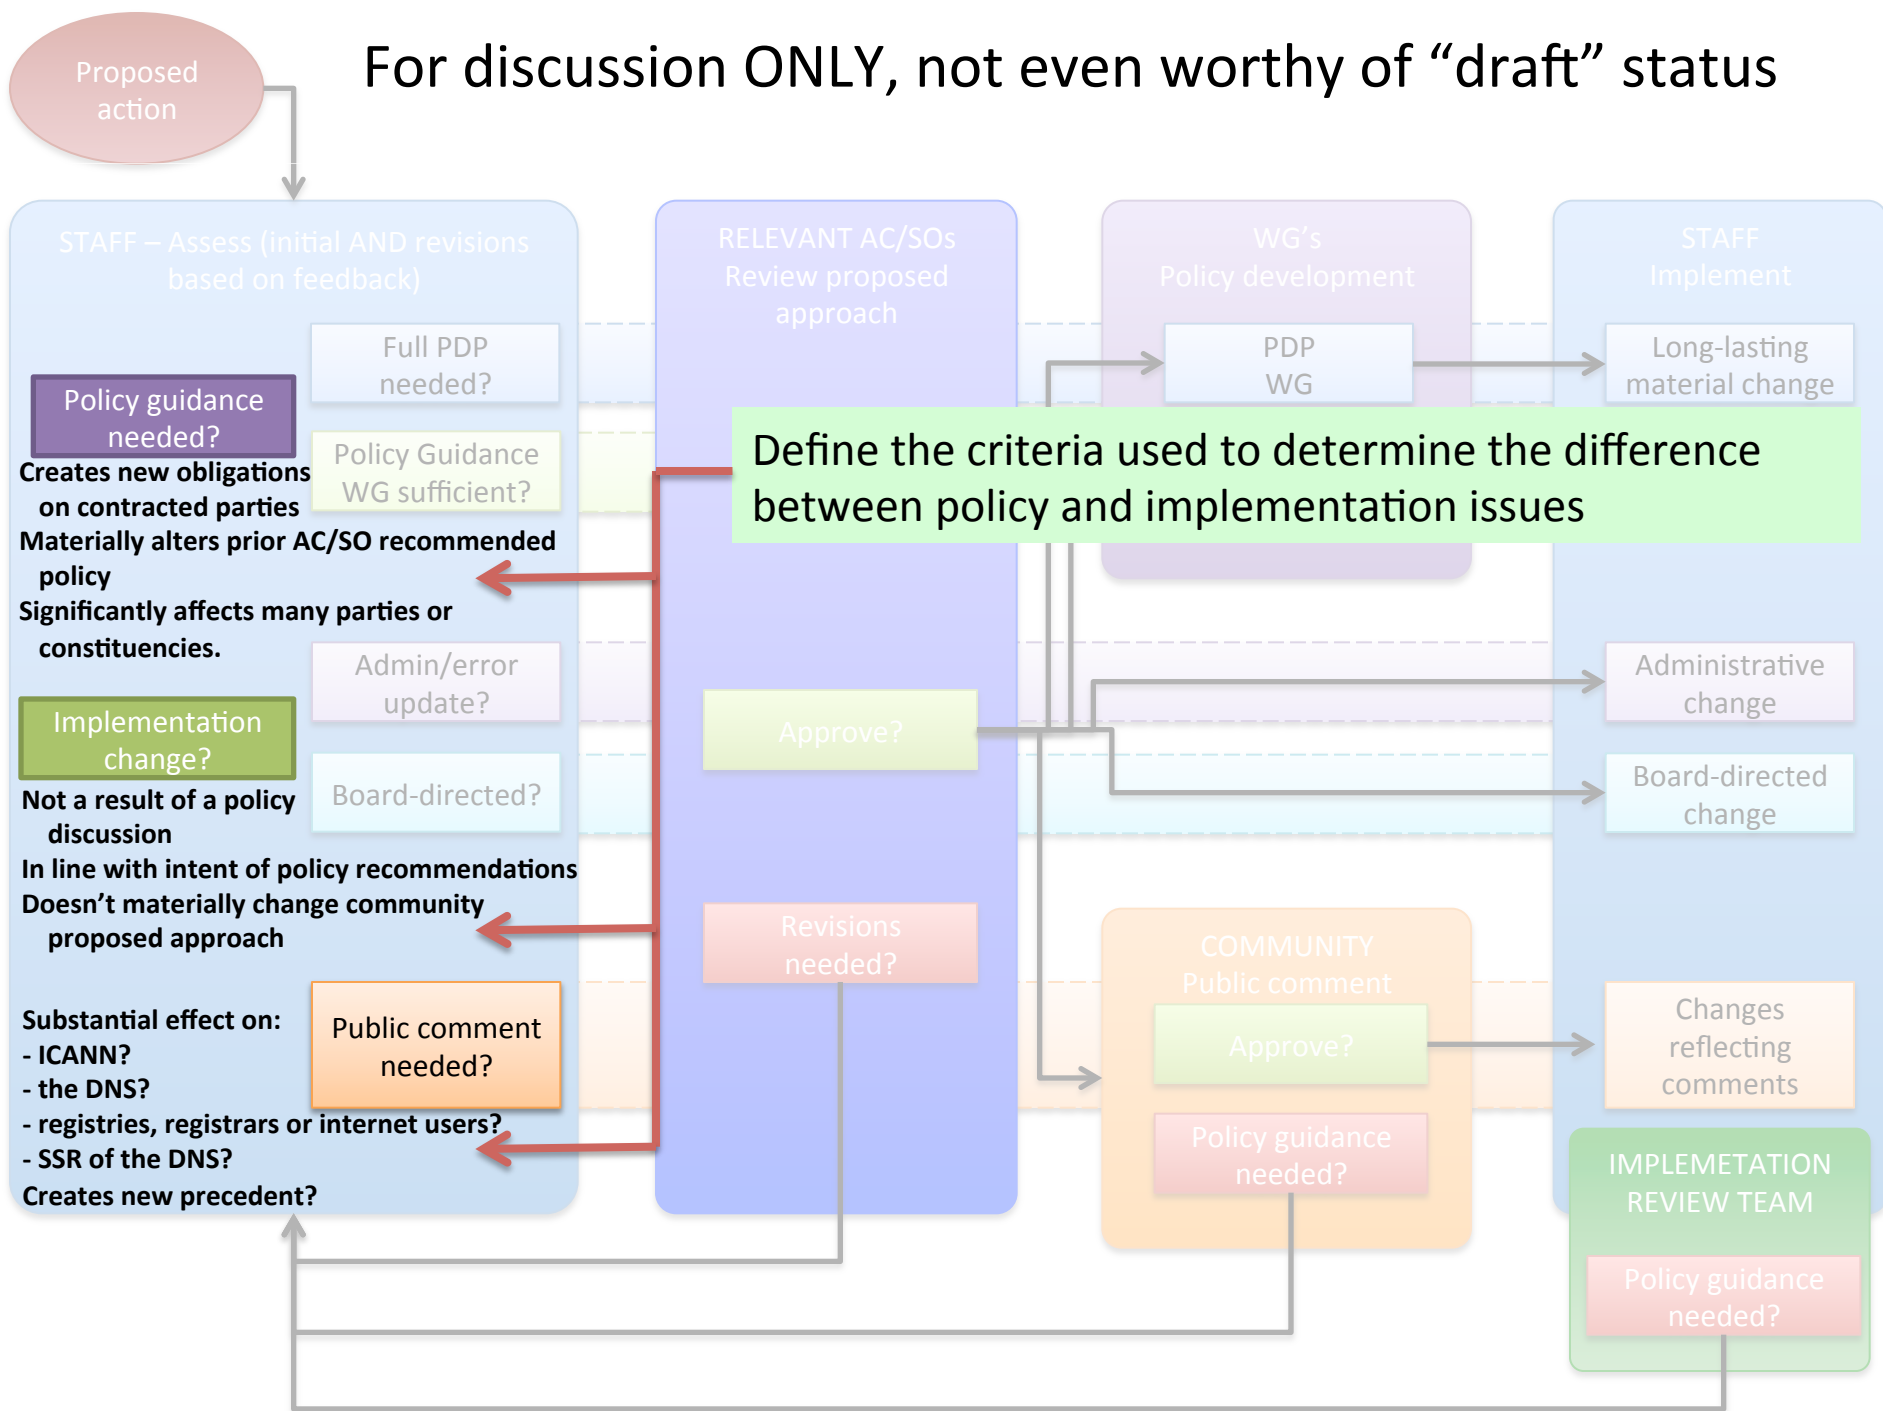 For discussion ONLY, not even worthy of “draft” status
Proposed
action
STAFF – Assess (initial AND revisions
based on feedback)
Full PDP
needed?
Policy guidance
needed?
Policy Guidance
WG sufficient?
Creates new obligations
on contracted parties
Materially alters prior AC/SO recommended
policy
Significantly affects many parties or
constituencies.
Admin/error
update?
Implementation
change?
Board-directed?
Not a result of a policy
discussion
In line with intent of policy recommendations
Doesn’t materially change community
proposed approach
Public comment
needed?
Substantial effect on:
- ICANN?
- the DNS?
- registries, registrars or internet users?
- SSR of the DNS?
Creates new precedent?
RELEVANT AC/SOs
Review proposed
approach
Approve?
Revisions
needed?
WG’s
Policy development
PDP
WG
Define the criteria used to determine the difference
between policy and implementation issues
COMMUNITY
Public comment
Approve?
Policy guidance
needed?
STAFF
Implement
Long-lasting
material change
Administrative
change
Board-directed
change
Changes
reflecting
comments
IMPLEMETATION
REVIEW TEAM
Policy guidance
needed?